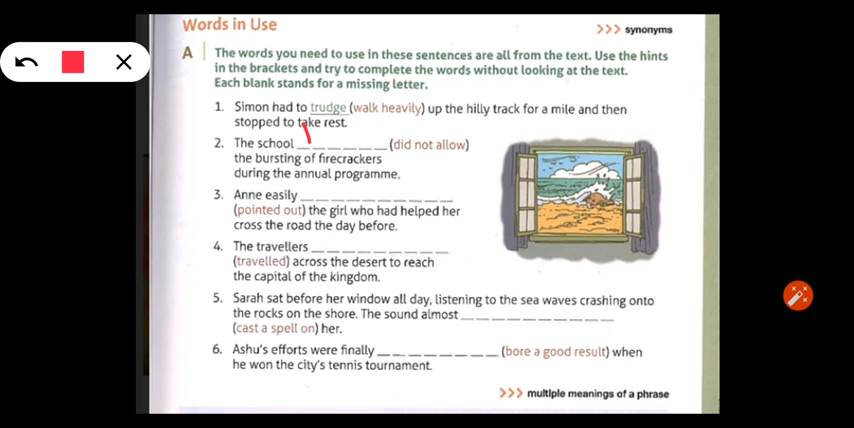 Words in Use
>>> synonyms
A The words you need to use in these sentences are all from the text. Use the hints
in the brackets and try to complete the words without looking at the text.
Each blank stands for a missing letter.
1. Simon had to trudge (walk heavily) up the hilly track for a mile and then
stopped to take rest.
2. The school _ _ _ _ _ _ (did not allow)
the bursting of firecrackers
during the annual programme.
3. Anne easily _ _ _ _ _ _ _ _ _ _
(pointed out) the girl who had helped her
cross the road the day before.
4. The travellers _ _ _ _ _ _ _ _ _
(travelled) across the desert to reach
the capital of the kingdom.
5. Sarah sat before her window all day, listening to the sea waves crashing onto
the rocks on the shore. The sound almost _ _ _ _ _ _ _ _ _ _
(cast a spell on) her.
6. Ashu's efforts were finally _ _ _ _ _ _ _ _ (bore a good result) when
he won the city's tennis tournament.
>>> multiple meanings of a phrase